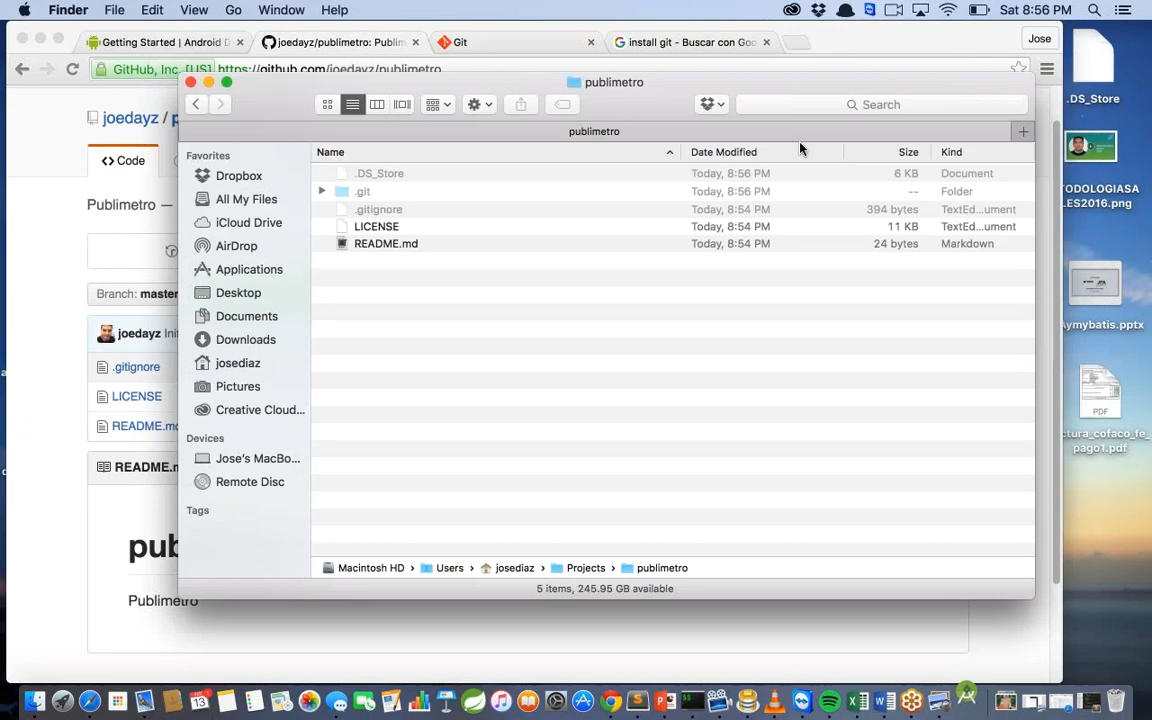 Finder File Edit View Go Window Help Sat 8:56 PM
Getting Started | Android D
joedayz/publimetro: Publim
Git
install git - Buscar con Goo
Jose
GitHub, Inc. [US] https://github.com/joedayz/publimetro
publimetro
Search
publimetro
joedayz / p
Code
Publimetro —
Branch: master
joedayz Init
.gitignore
LICENSE
README.md
README.m
pub
Publimetro
Favorites
Dropbox
All My Files
iCloud Drive
AirDrop
Applications
Desktop
Documents
Downloads
josediaz
Pictures
Creative Cloud...
Devices
Jose's MacBo...
Remote Disc
Tags
Name Date Modified Size Kind
.DS_Store Today, 8:56 PM 6 KB Document
.git Today, 8:56 PM -- Folder
.gitignore Today, 8:54 PM 394 bytes TextEd...ument
LICENSE Today, 8:54 PM 11 KB TextEd...ument
README.md Today, 8:54 PM 24 bytes Markdown
Macintosh HD › Users › josediaz › Projects › publimetro
5 items, 245.95 GB available
.DS_Store
TODOLOGIASA
LES2016.png
Aymybatis.pptx
PDF
ctura_cofaco_fe_
pago1.pdf
13